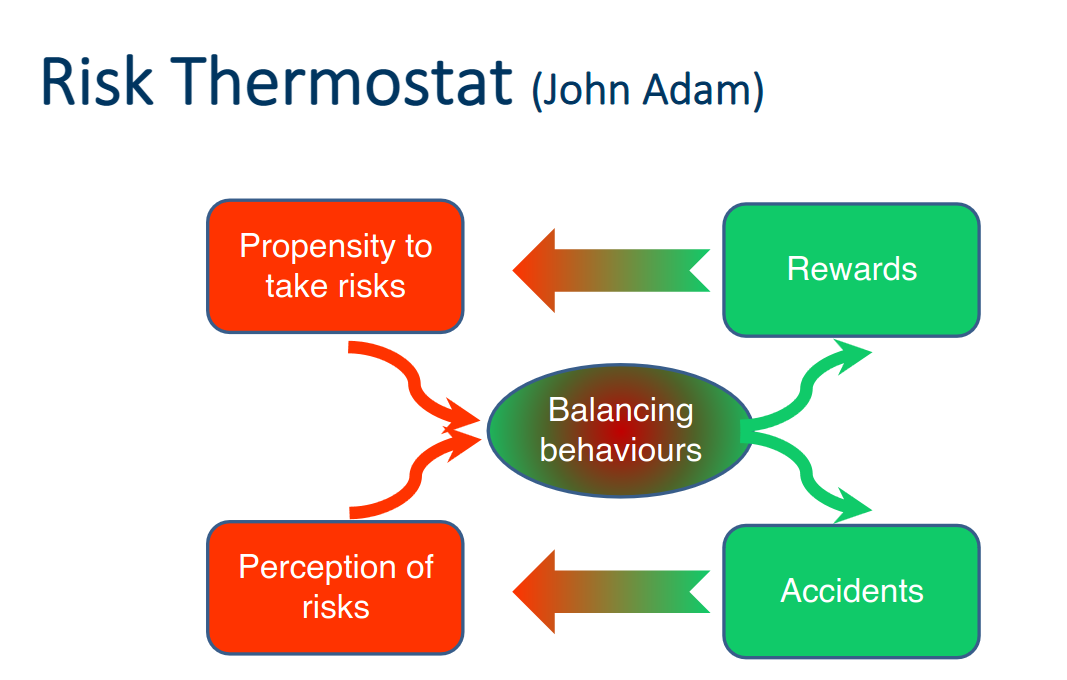 Risk Thermostat (John Adam)
Propensity to
take risks
Rewards
Balancing
behaviours
Perception of
risks
Accidents